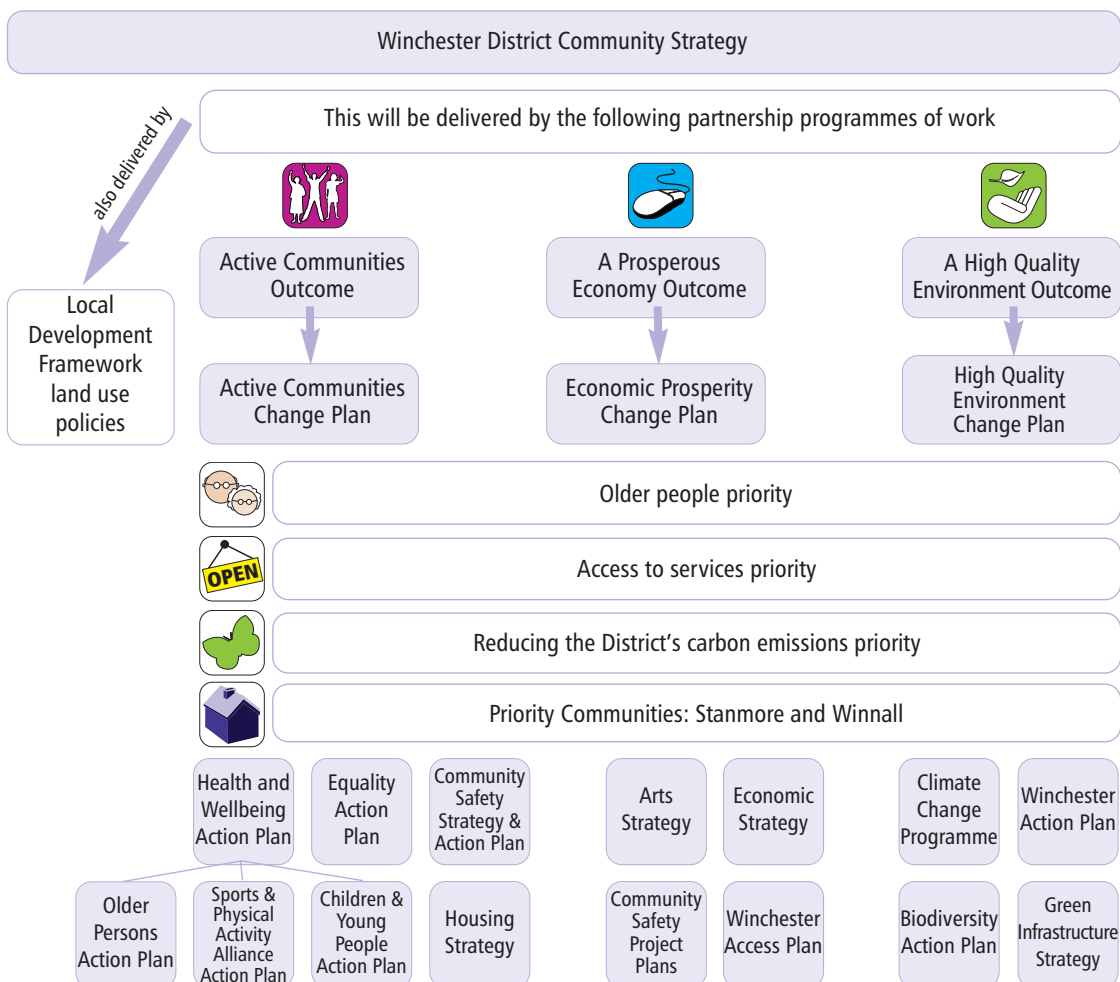 Winchester District Community Strategy
This will be delivered by the following partnership programmes of work
also delivered by
Local
Development
Framework
land use
policies
Active Communities
Outcome
A Prosperous
Economy Outcome
A High Quality
Environment Outcome
Active Communities
Change Plan
Economic Prosperity
Change Plan
High Quality
Environment
Change Plan
Older people priority
OPEN
Access to services priority
Reducing the District's carbon emissions priority
Priority Communities: Stanmore and Winnall
Health and
Wellbeing
Action Plan
Equality
Action
Plan
Community
Safety
Strategy &
Action Plan
Arts
Strategy
Economic
Strategy
Climate
Change
Programme
Winchester
Action Plan
Older
Persons
Action Plan
Sports &
Physical
Activity
Alliance
Action Plan
Children &
Young
People
Action Plan
Housing
Strategy
Community
Safety
Project
Plans
Winchester
Access Plan
Biodiversity
Action Plan
Green
Infrastructure
Strategy